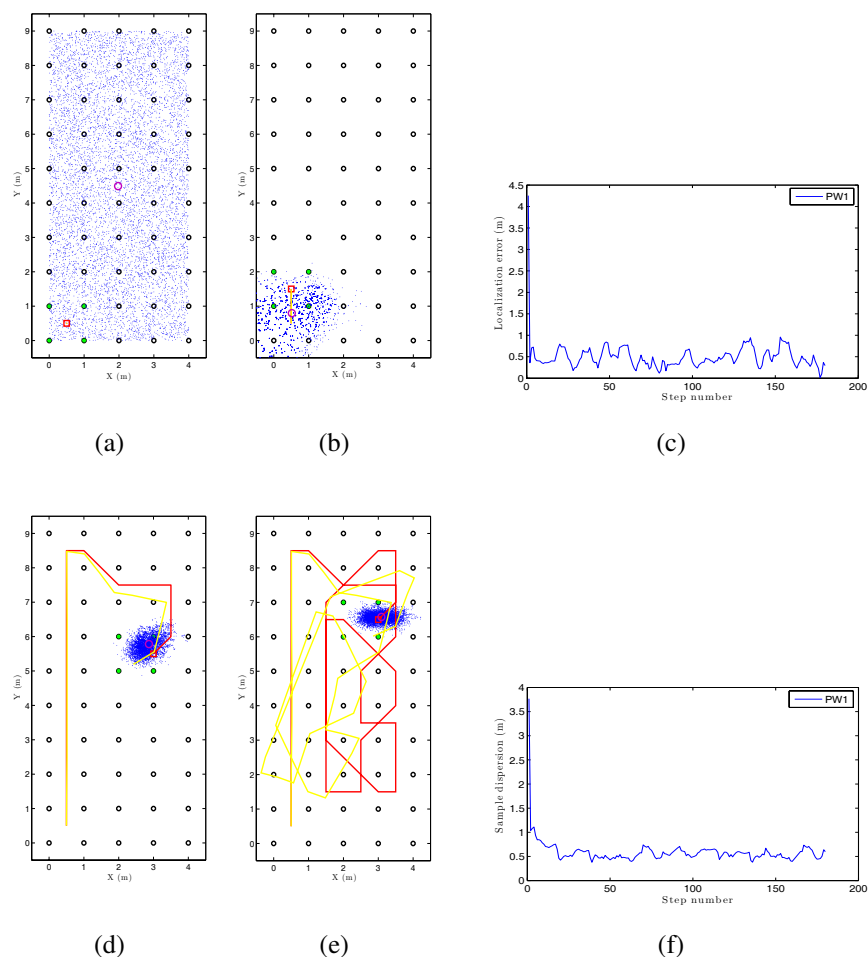 9
8
7
6
5
4
3
2
1
0
Y (m)
0 1 2 3 4
X (m)
(a)
9
8
7
6
5
4
3
2
1
0
Y (m)
0 1 2 3 4
X (m)
(b)
4.5
4
3.5
3
2.5
2
1.5
1
0.5
0
Localization error (m)
PW1
0 50 100 150 200
Step number
(c)
9
8
7
6
5
4
3
2
1
0
Y (m)
0 1 2 3 4
X (m)
(d)
9
8
7
6
5
4
3
2
1
0
Y (m)
0 1 2 3 4
X (m)
(e)
4
3.5
3
2.5
2
1.5
1
0.5
0
Sample dispersion (m)
PW1
0 50 100 150 200
Step number
(f)